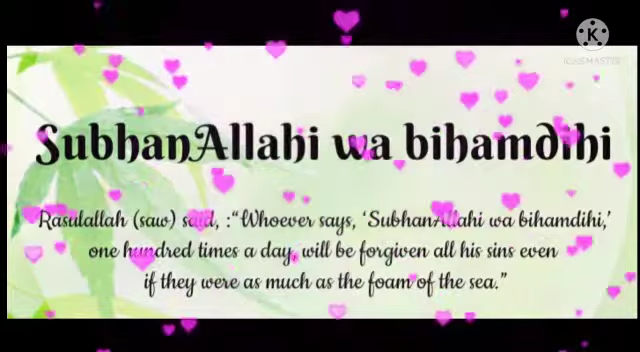 KINEMASTER
SubhanAllahi wa bihamdihi
Rasulallah (saw) said, :“Whoever says, ‘SubhanAllahi wa bihamdihi,’
one hundred times a day, will be forgiven all his sins even
if they were as much as the foam of the sea.”